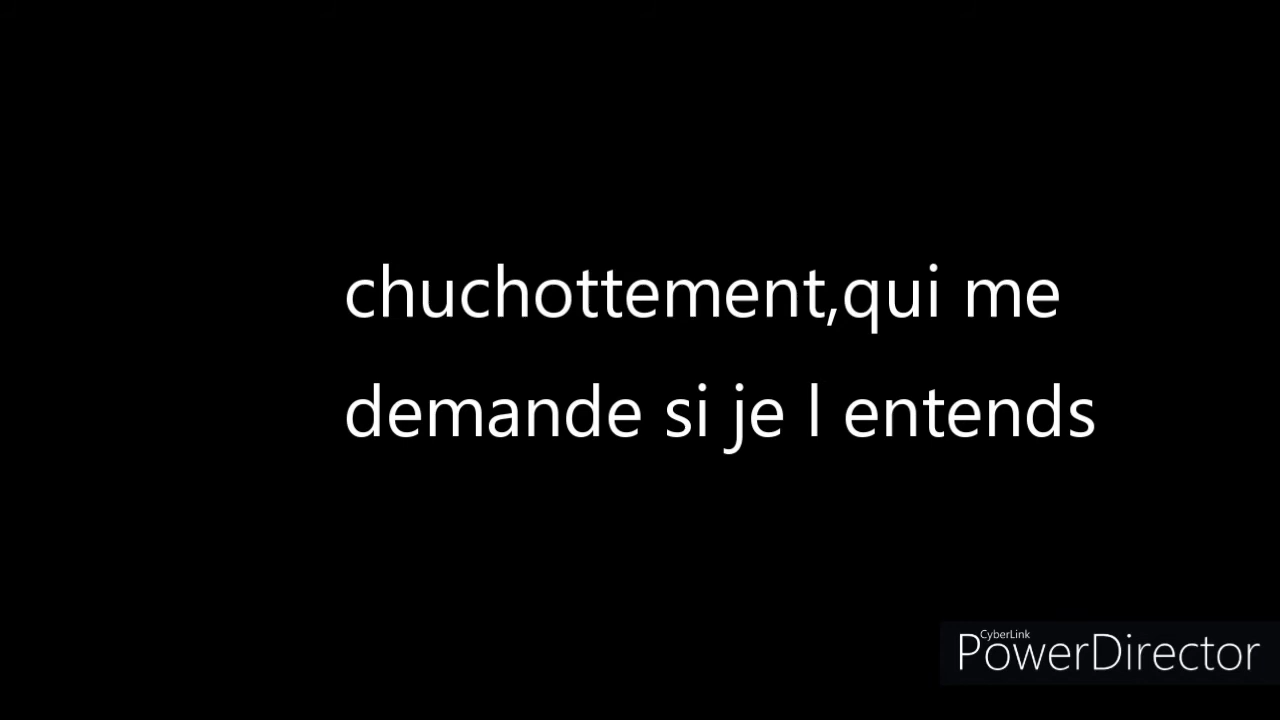 chuchottement,qui me
demande si je l entends
CyberLink
PowerDirector